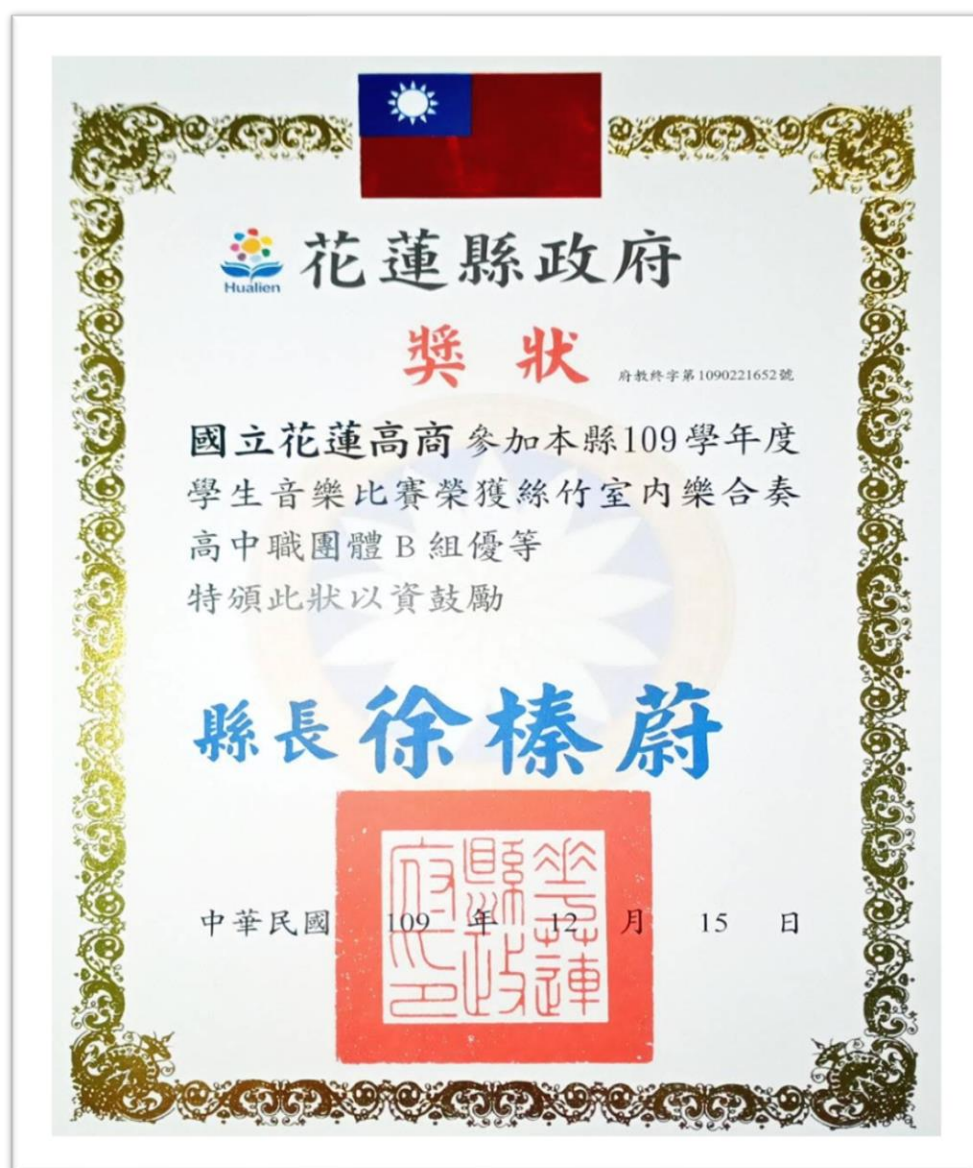 Hualien
花蓮縣政府
獎狀
府教終字第1090221652號
國立花蓮高商參加本縣109學年度
學生音樂比賽榮獲絲竹室內樂合奏
高中職團體B組優等
特頒此狀以資鼓勵
縣長徐榛蔚
花蓮縣政府印
中華民國 109 年 12 月 15 日